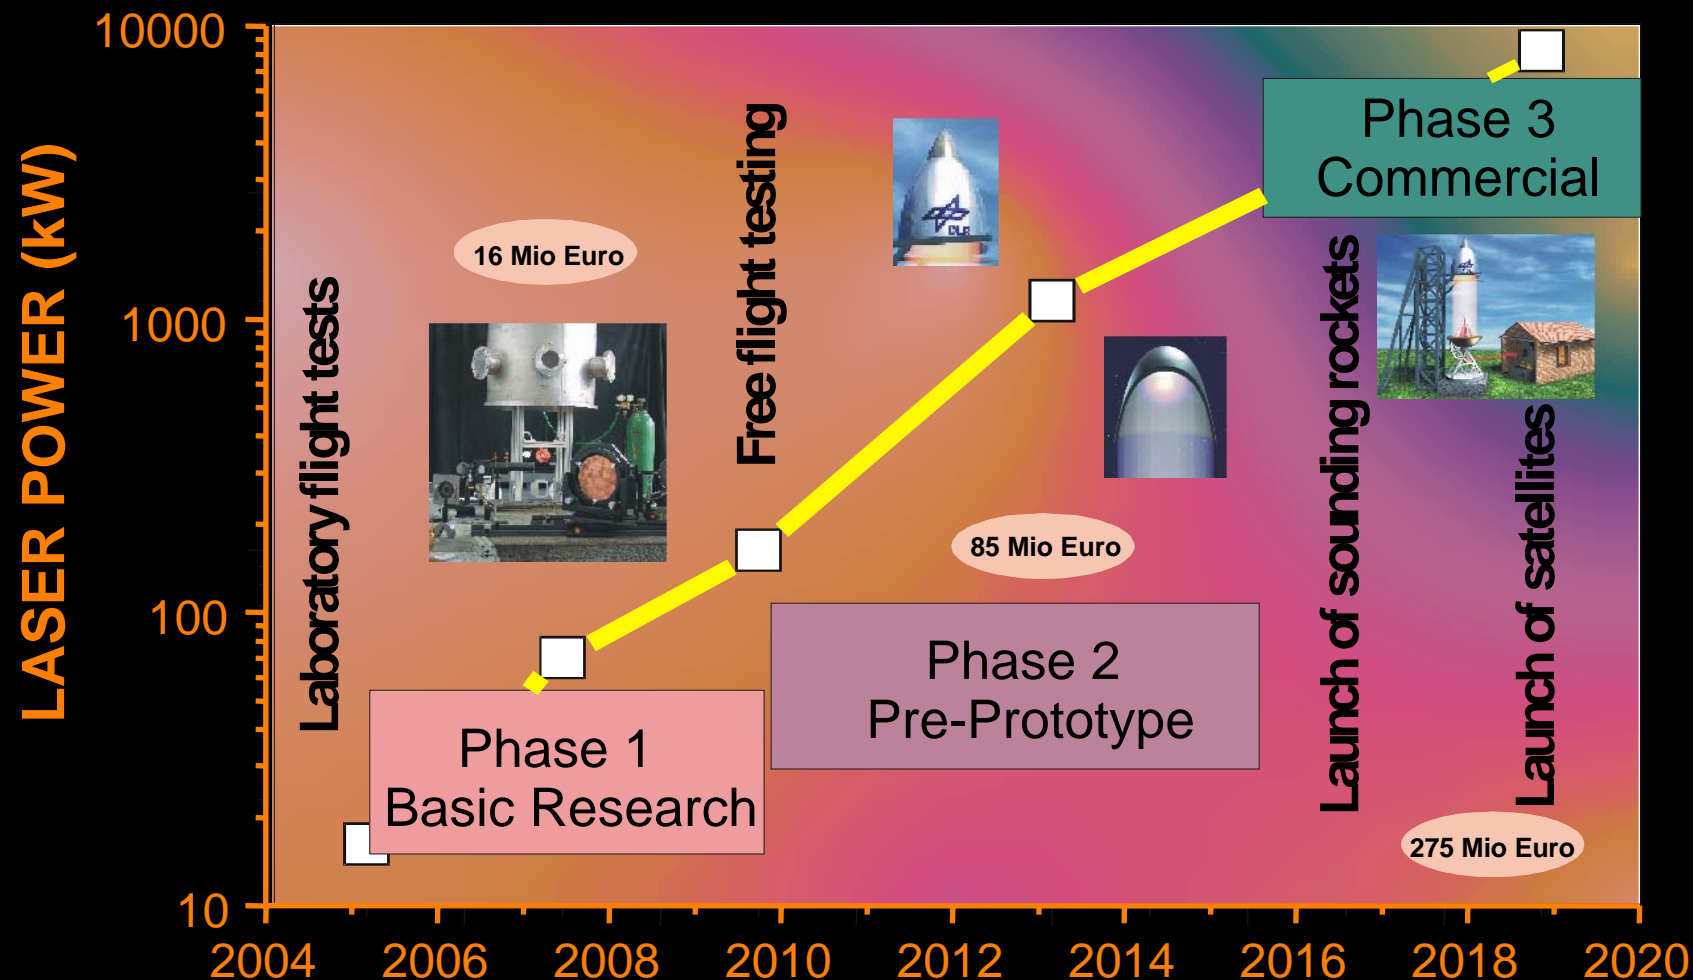 LASER POWER (kW)
10000
1000
100
10
2004
2006
2008
2010
2012
2014
2016
2018
2020
Laboratory flight tests
16 Mio Euro
Free flight testing
DLR
Phase 1
Basic Research
85 Mio Euro
Phase 2
Pre-Prototype
Phase 3
Commercial
Launch of sounding rockets
Launch of satellites
275 Mio Euro